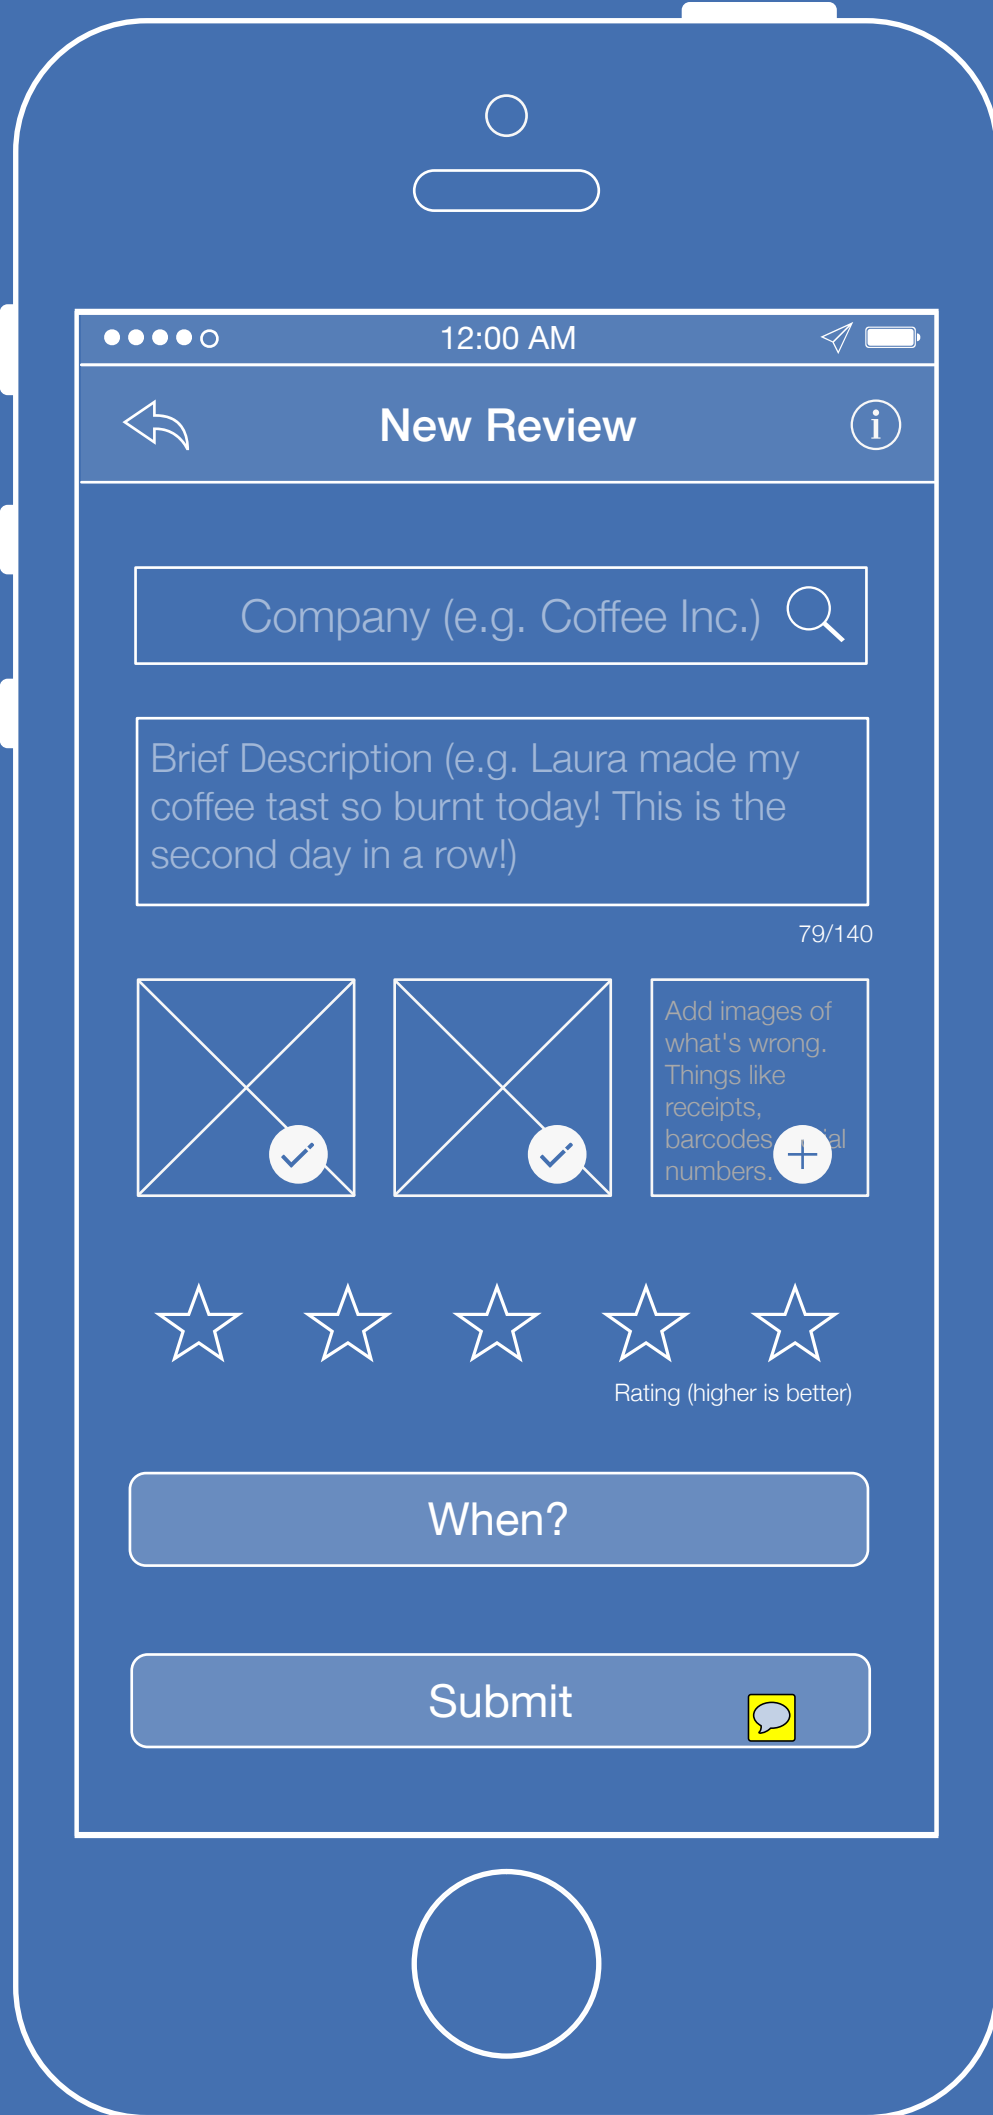 12:00 AM
New Review
i
Company (e.g. Coffee Inc.)
Brief Description (e.g. Laura made my
coffee tast so burnt today! This is the
second day in a row!)
79/140
Add images of
what's wrong.
Things like
receipts,
barcodes
numbers.
Rating (higher is better)
When?
Submit